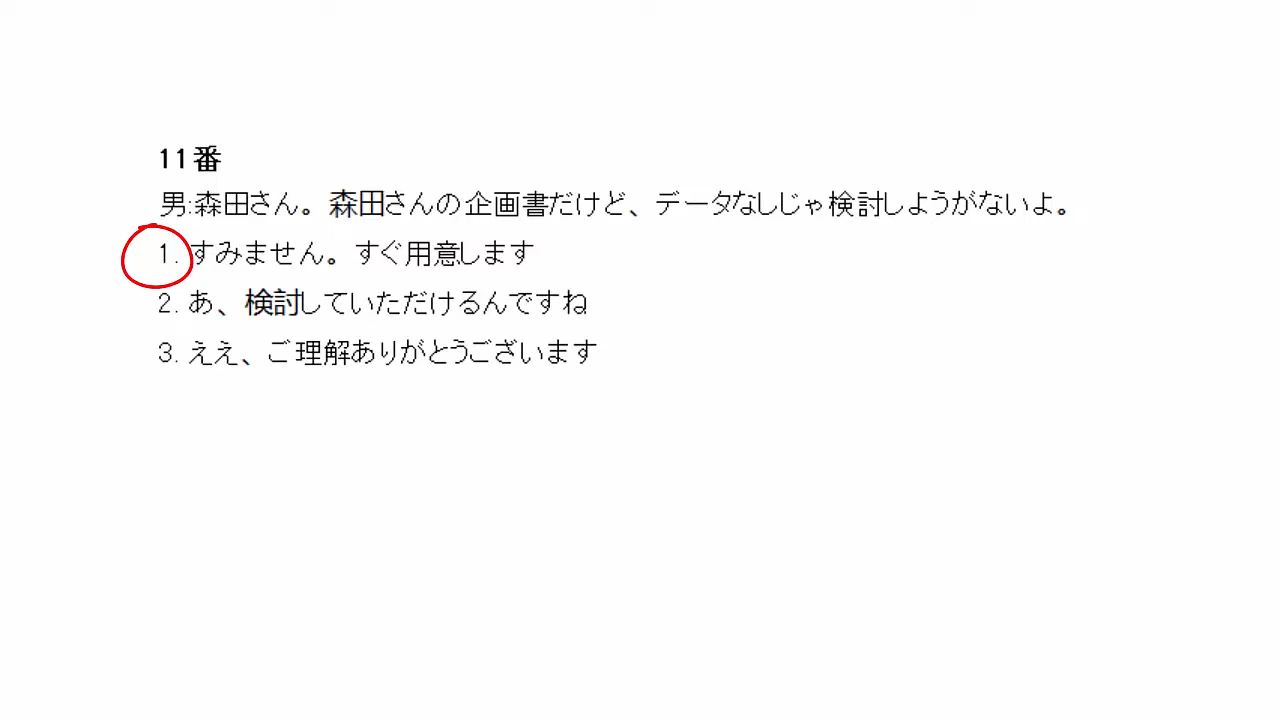 11番
男:森田さん。森田さんの企画書だけど、データなしじゃ検討しようがないよ。
1. すみません。すぐ用意します
2. あ、検討していただけるんですね
3. ええ、ご理解ありがとうございます